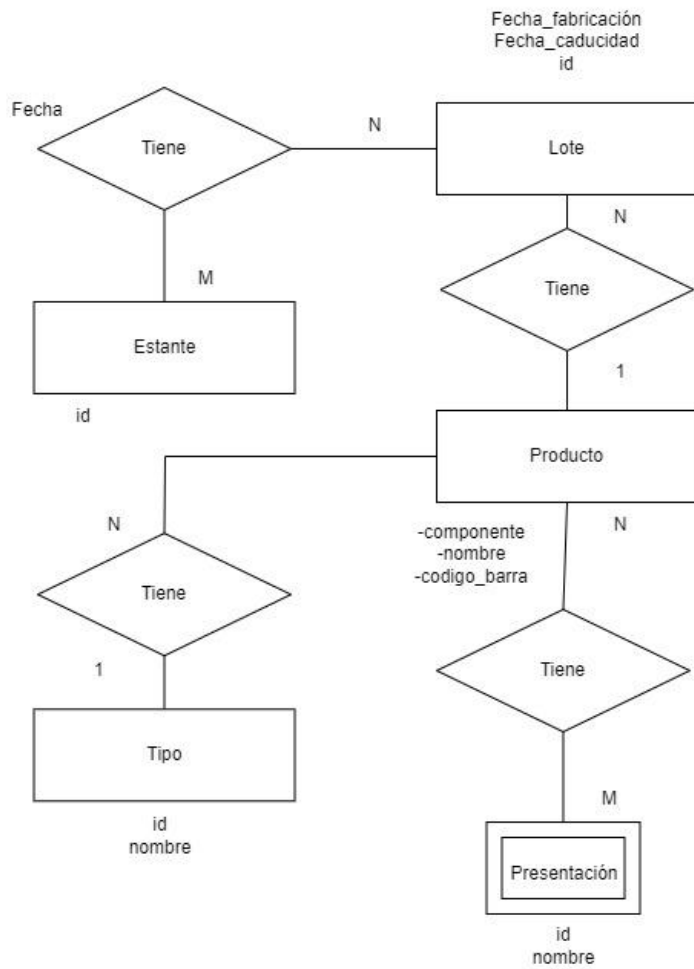 Fecha_fabricación
Fecha_caducidad
id
Fecha
Tiene
N
Lote
N
M
Tiene
Estante
1
id
Producto
N
N
-componente
-nombre
-codigo_barra
Tiene
1
Tiene
Tipo
M
id
nombre
Presentación
id
nombre